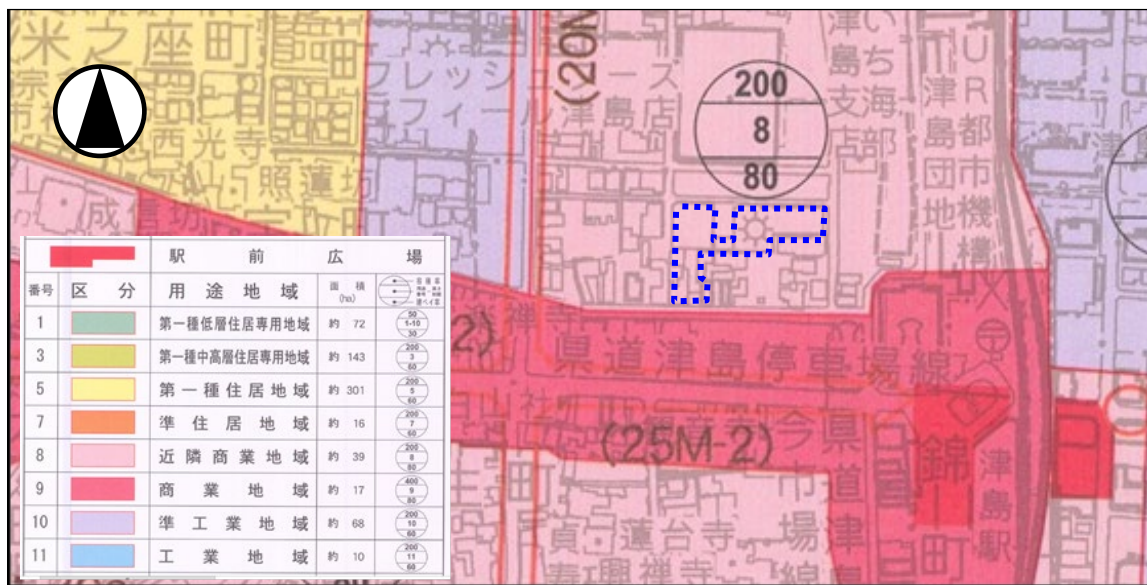 米之座町
(20M
フレッシュ
フィール津島店
西光寺
照蓮坊
成信坊
津島支店
いち海部
UR都市機構
津島団地
200
8
80
県道津島停車場線
(25M-2)
錦
津島駅
蓮台寺
興禅寺
市場線
県道津島
駅前広場
番号 区分 用途地域 面積(ha)
1 第一種低層住居専用地域 約 72 50 1-10 30
3 第一種中高層住居専用地域 約 143 200 3 60
5 第一種住居地域 約 301 200 5 60
7 準住居地域 約 16 200 7 60
8 近隣商業地域 約 39 200 8 80
9 商業地域 約 17 400 9 80
10 準工業地域 約 68 200 10 60
11 工業地域 約 10 200 11 60